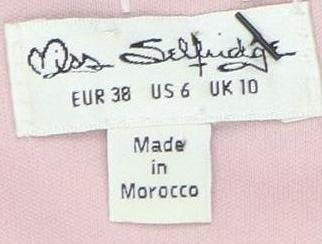 Miss Selfridge
EUR 38 US 6 UK 10
Made
in
Morocco